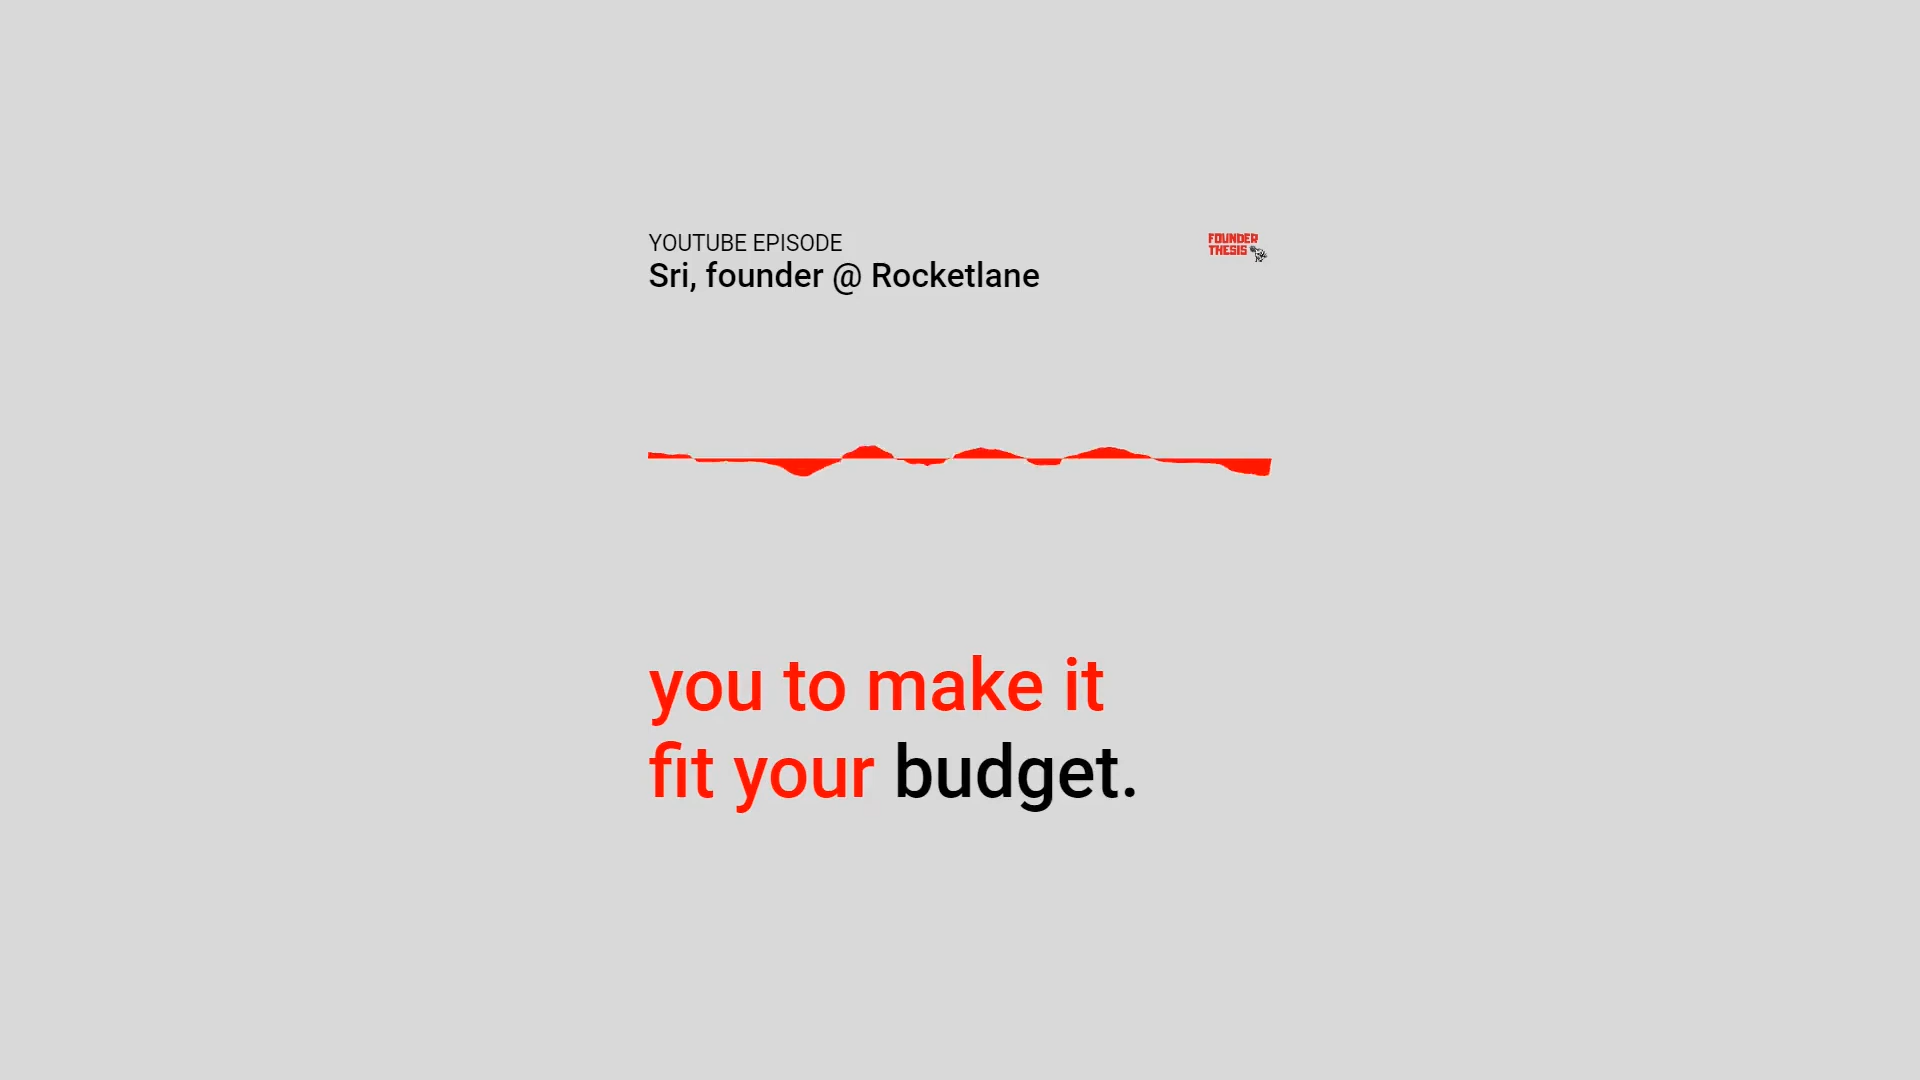 YOUTUBE EPISODE
Sri, founder @ Rocketlane
FOUNDER
THESIS
you to make it
fit your budget.